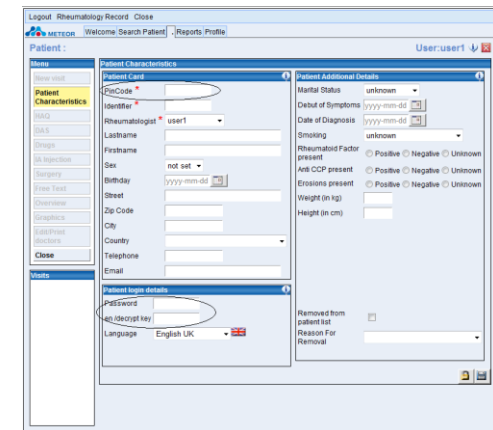 Logout Rheumatology Record Close
METEOR Welcome Search Patient . Reports Profile
Patient : User:user1
Menu
New visit
Patient Characteristics
HAQ
DAS
Drugs
IA Injection
Surgery
Free Text
Overview
Graphics
Edit/Print doctors
Close
Visits
Patient Characteristics
Patient Card
PinCode *
Identifier *
Rheumatologist * user1
Lastname
Firstname
Sex not set
Birthday yyyy-mm-dd
Street
Zip Code
City
Country
Telephone
Email
Patient login details
Password
en /decrypt key
Language English UK
Patient Additional Details
Marital Status unknown
Debut of Symptoms yyyy-mm-dd
Date of Diagnosis yyyy-mm-dd
Smoking unknown
Rheumatoid Factor present Positive Negative Unknown
Anti CCP present Positive Negative Unknown
Erosions present Positive Negative Unknown
Weight (in kg)
Height (in cm)
Removed from patient list
Reason For Removal